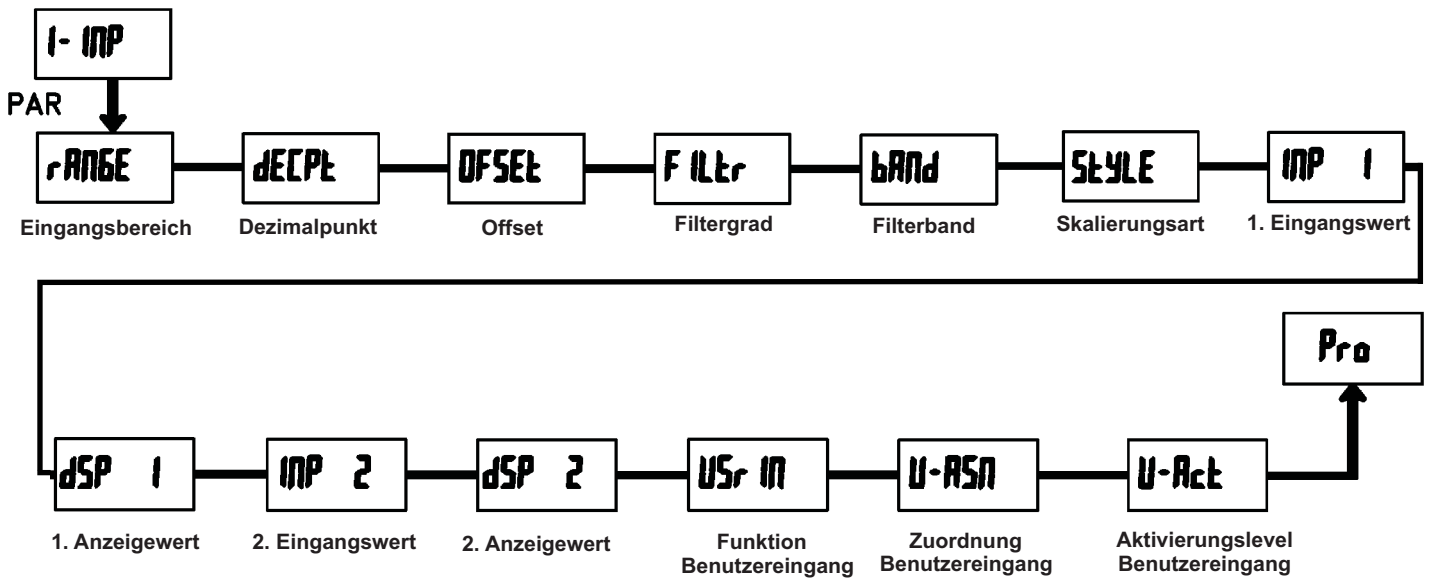 I- INP
PAR
rANGE
dECPt
OFSEt
FILtr
bANd
StYLE
INP 1
Eingangsbereich
Dezimalpunkt
Offset
Filtergrad
Filterband
Skalierungsart
1. Eingangswert
Pro
dSP 1
INP 2
dSP 2
USr IN
U-ASN
U-Act
1. Anzeigewert
2. Eingangswert
2. Anzeigewert
Funktion
Benutzereingang
Zuordnung
Benutzereingang
Aktivierungslevel
Benutzereingang